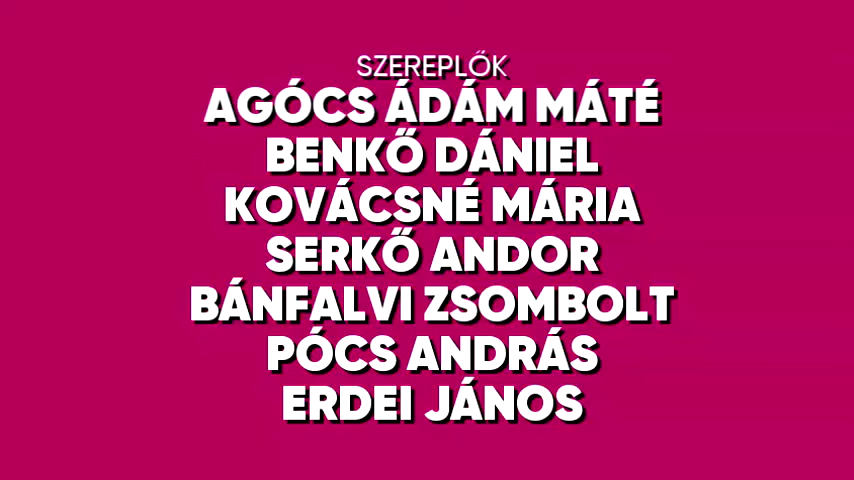 SZEREPLŐK
AGÓCS ÁDÁM MÁTÉ
BENKŐ DÁNIEL
KOVÁCSNÉ MÁRIA
SERKŐ ANDOR
BÁNFALVI ZSOMBOLT
PÓCS ANDRÁS
ERDEI JÁNOS